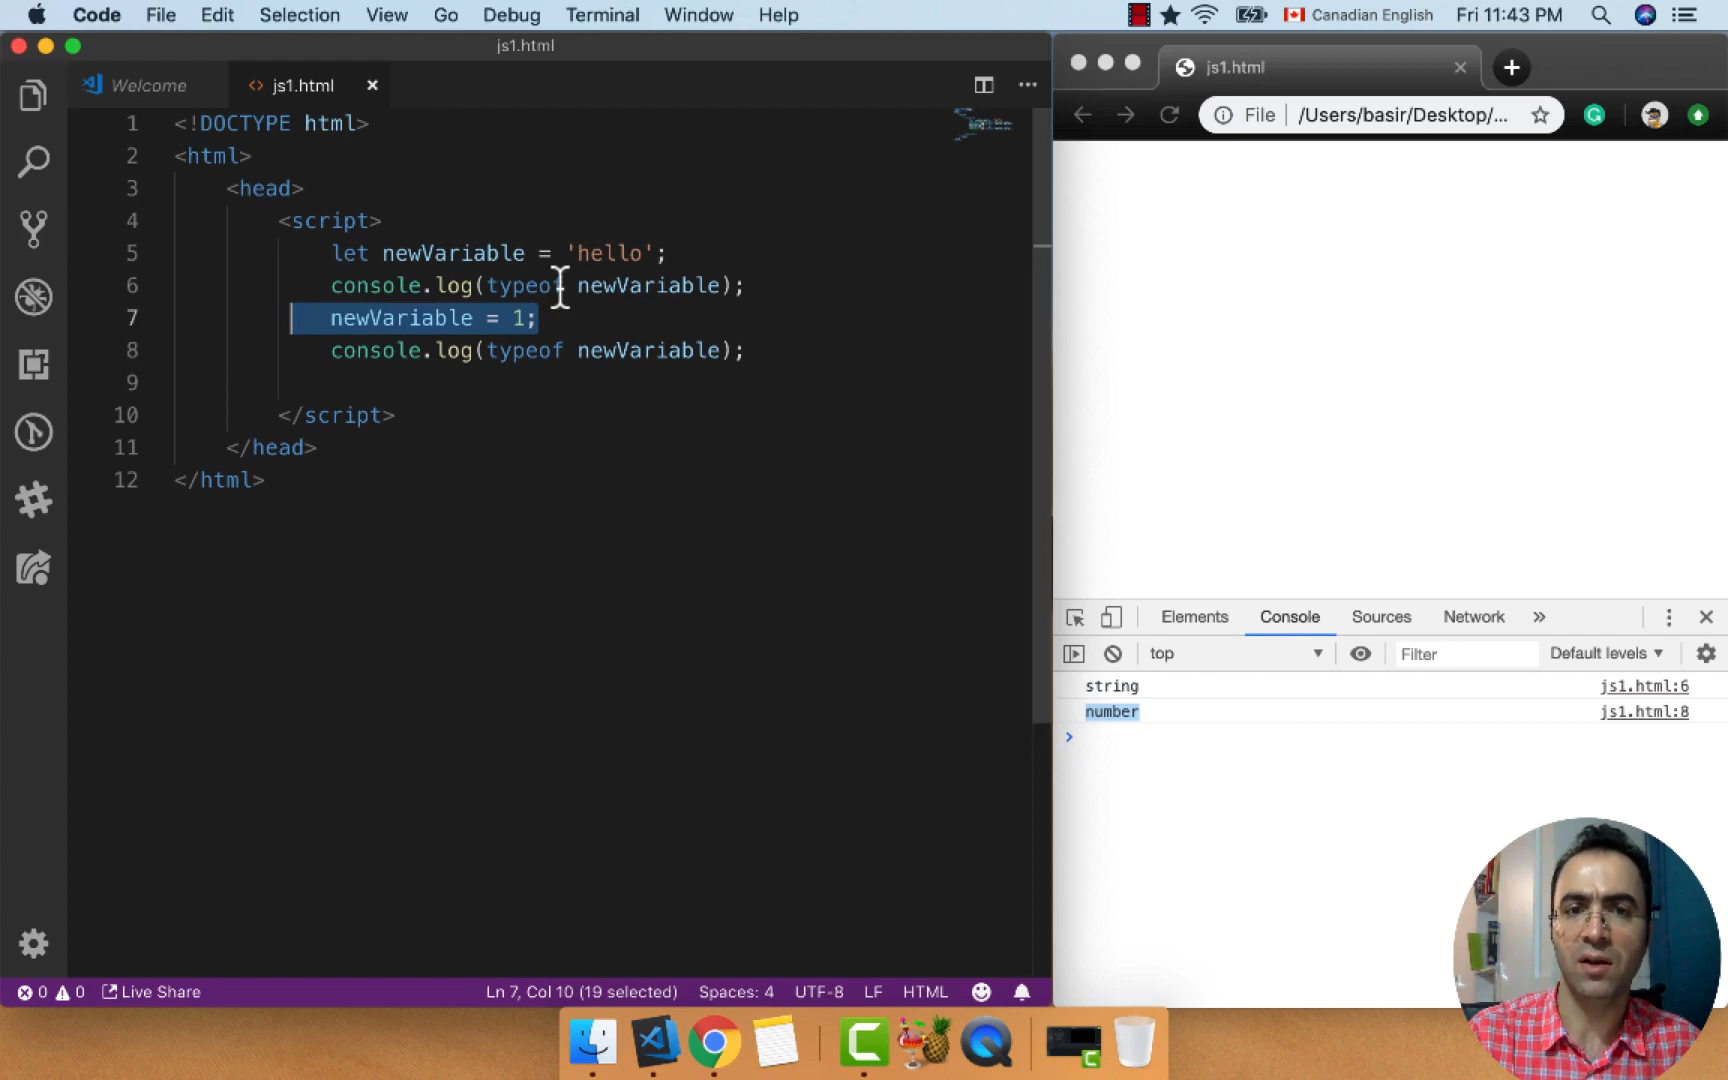 Code File Edit Selection View Go Debug Terminal Window Help Canadian English Fri 11:43 PM
js1.html
Welcome js1.html
1 <!DOCTYPE html>
2 <html>
3 <head>
4 <script>
5 let newVariable = 'hello';
6 console.log(typeof newVariable);
7 newVariable = 1;
8 console.log(typeof newVariable);
9
10 </script>
11 </head>
12 </html>
0 0 Live Share Ln 7, Col 10 (19 selected) Spaces: 4 UTF-8 LF HTML
js1.html
File /Users/basir/Desktop/...
Elements Console Sources Network »
top Filter Default levels
string js1.html:6
number js1.html:8